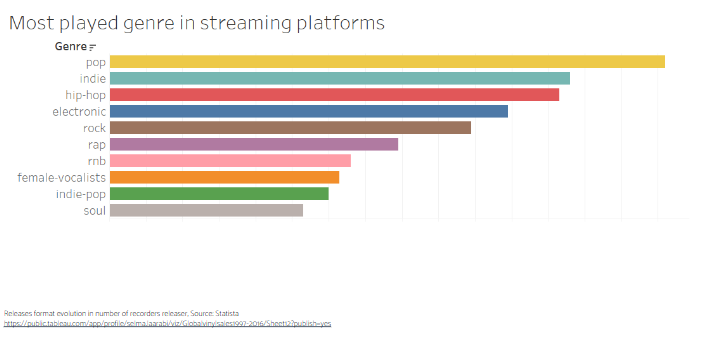 Most played genre in streaming platforms
Genre
pop
indie
hip-hop
electronic
rock
rap
rnb
female-vocalists
indie-pop
soul
Releases format evolution in number of recorders releaser, Source: Statista
https://public.tableau.com/app/profile/selma.laarabi/viz/Globalvinylsales1997-2016/Sheet12?publish=yes